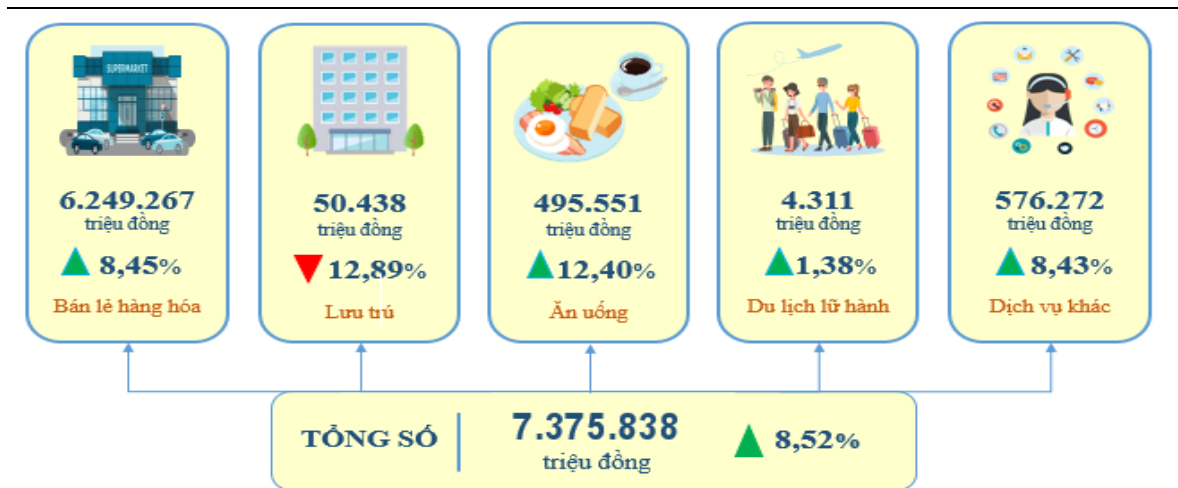 SUPERMARKET
6.249.267
triệu đồng
8,45%
Bán lẻ hàng hóa
50.438
triệu đồng
12,89%
Lưu trú
495.551
triệu đồng
12,40%
Ăn uống
4.311
triệu đồng
1,38%
Du lịch lữ hành
576.272
triệu đồng
8,43%
Dịch vụ khác
TỔNG SỐ
7.375.838
triệu đồng
8,52%